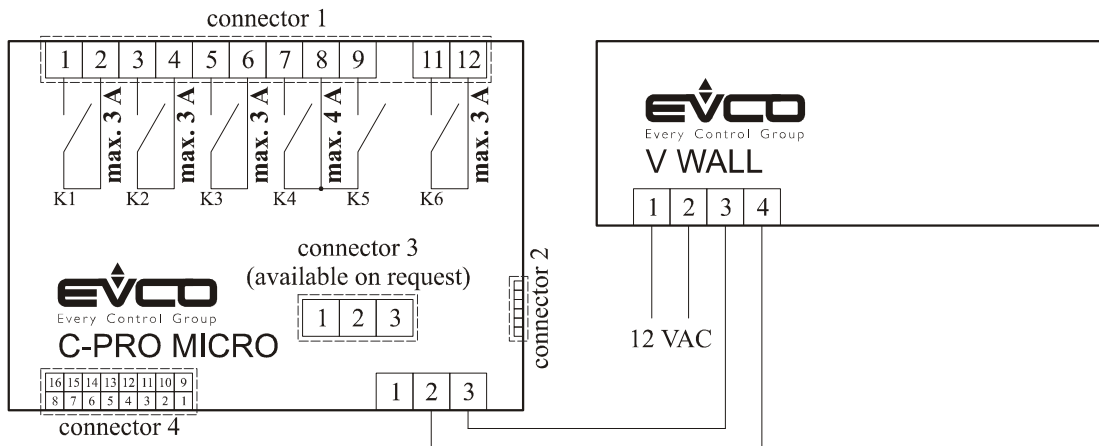 connector 1
1 2 3 4 5 6 7 8 9 11 12
max. 3 A max. 3 A max. 3 A max. 4 A max. 3 A
K1 K2 K3 K4 K5 K6
connector 3
(available on request)
1 2 3
connector 2
EVCO
Every Control Group
C-PRO MICRO
16 15 14 13 12 11 10 9
8 7 6 5 4 3 2 1
connector 4
1 2 3
EVCO
Every Control Group
V WALL
1 2 3 4
12 VAC